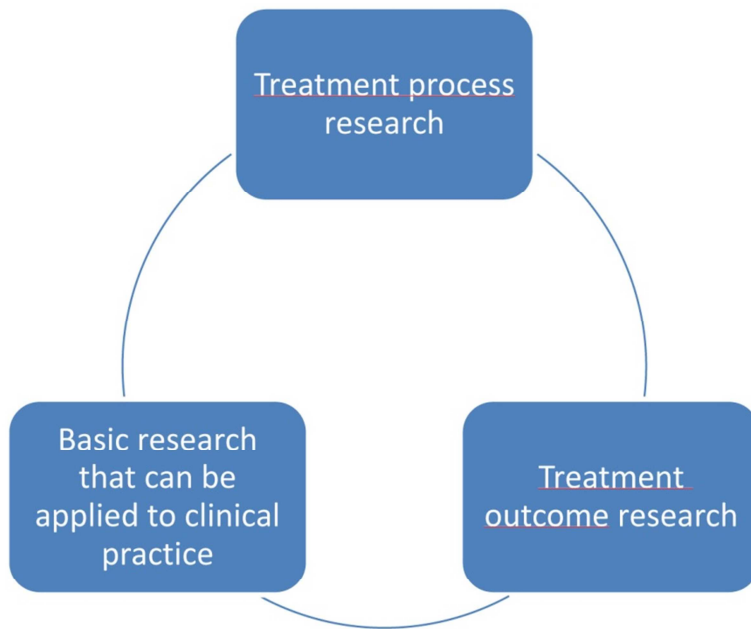 Treatment process
research
Basic research
that can be
applied to clinical
practice
Treatment
outcome research